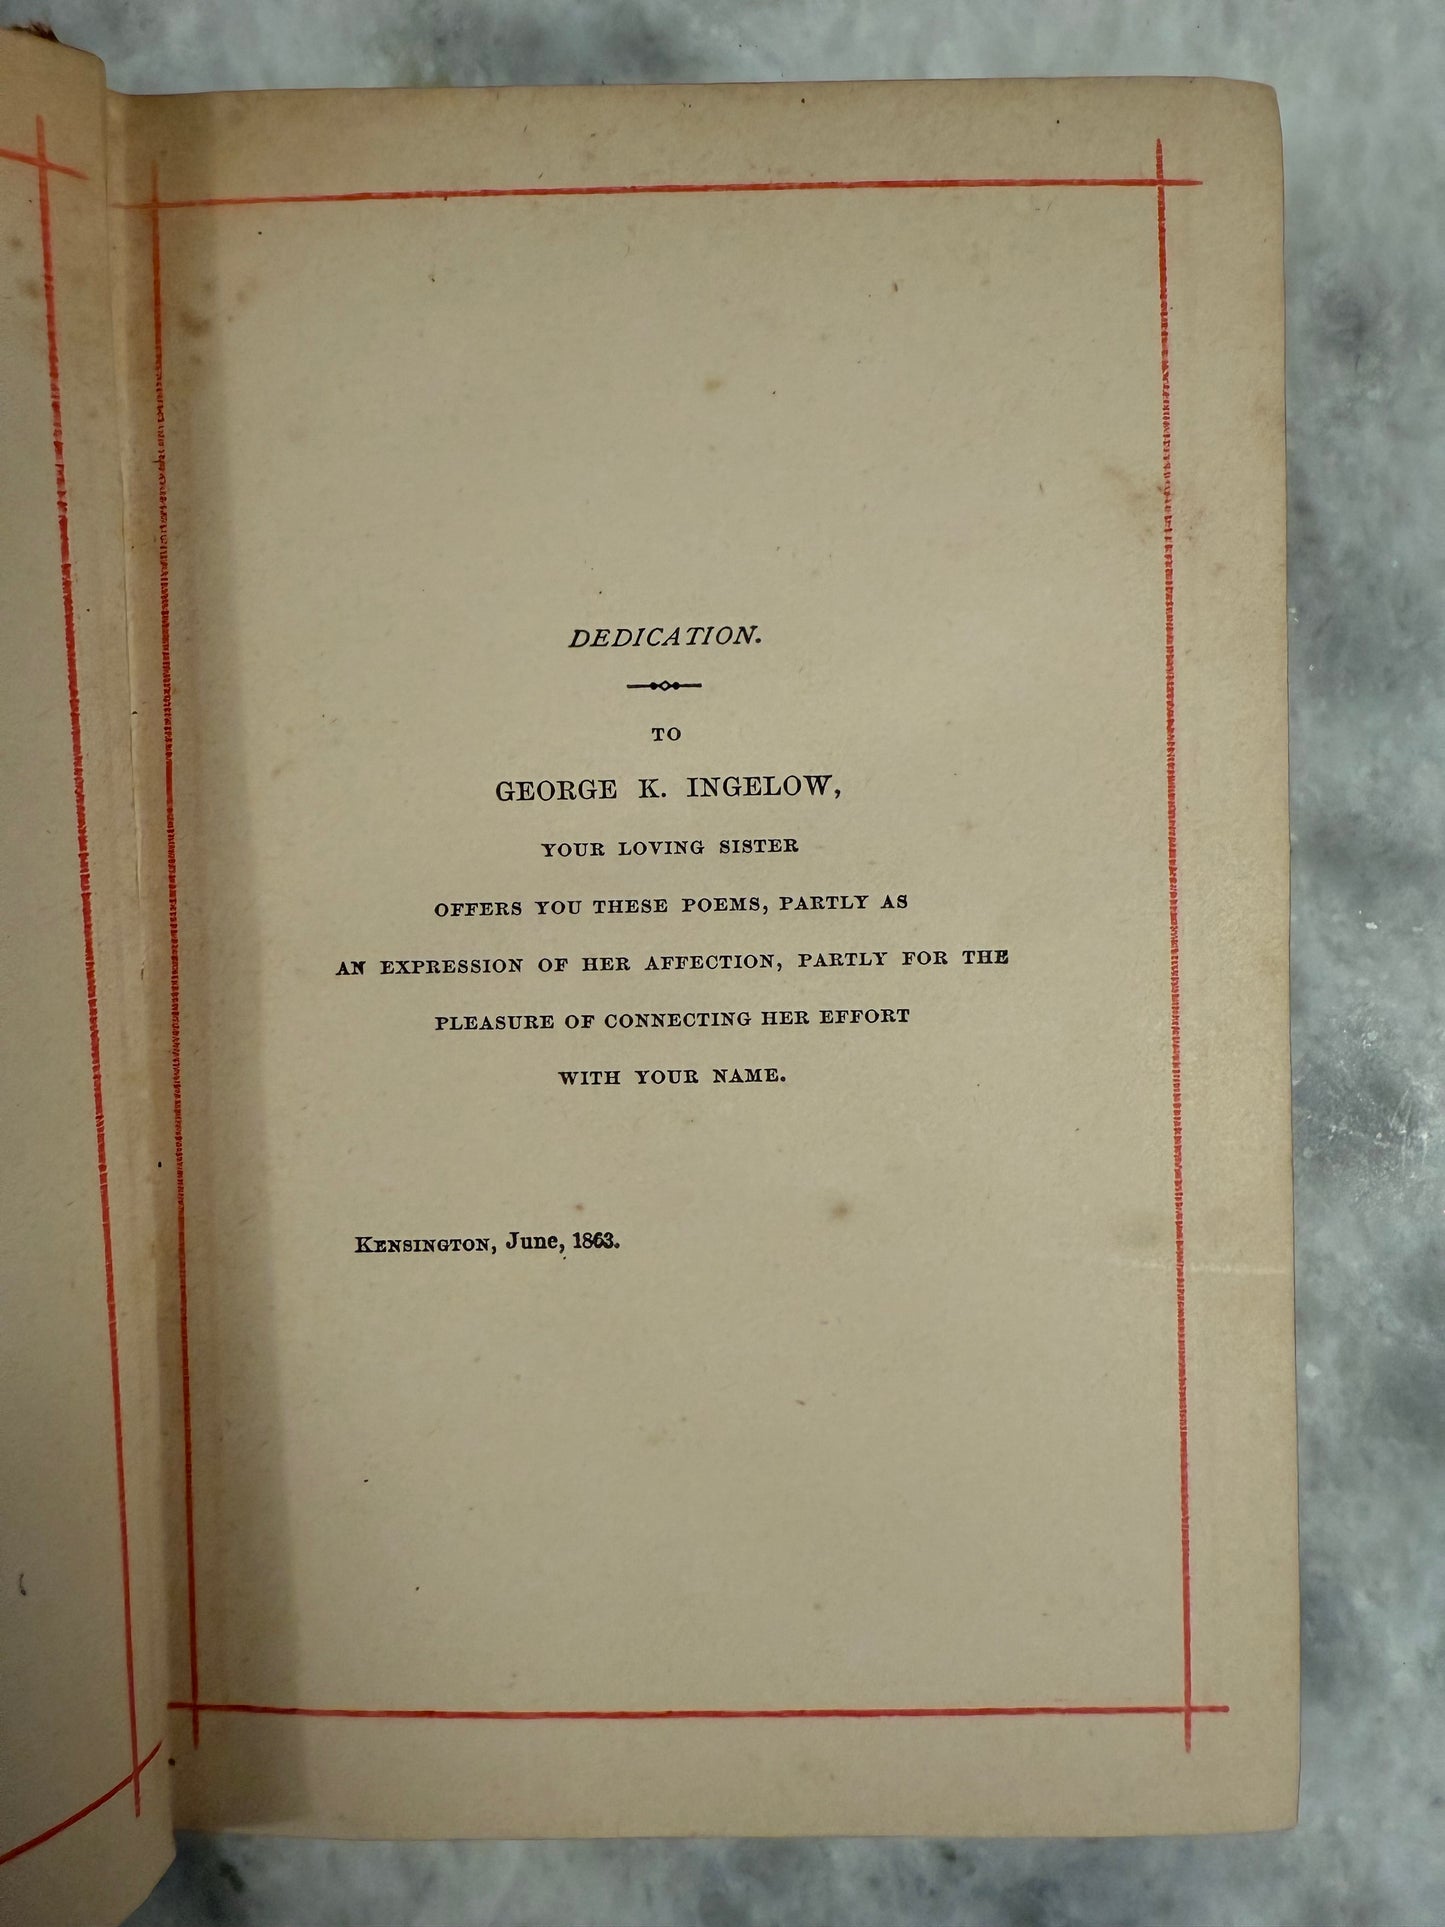 DEDICATION.
TO
GEORGE K. INGELOW,
YOUR LOVING SISTER
OFFERS YOU THESE POEMS, PARTLY AS
AN EXPRESSION OF HER AFFECTION, PARTLY FOR THE
PLEASURE OF CONNECTING HER EFFORT
WITH YOUR NAME.
KENSINGTON, June, 1863.